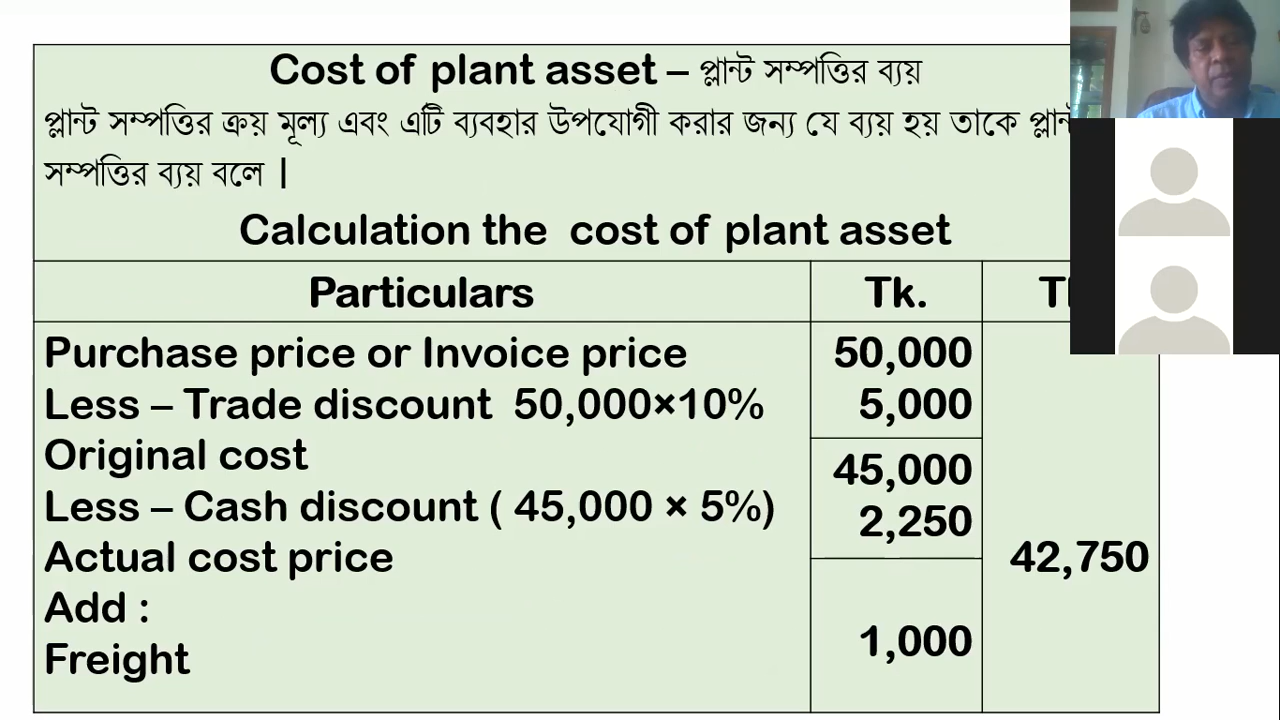 Cost of plant asset – প্লান্ট সম্পত্তির ব্যয়
প্লান্ট সম্পত্তির ক্রয় মূল্য এবং এটি ব্যবহার উপযোগী করার জন্য যে ব্যয় হয় তাকে
সম্পত্তির ব্যয় বলে |
Calculation the cost of plant asset
Particulars Tk.
Purchase price or Invoice price 50,000
Less – Trade discount 50,000×10% 5,000
Original cost 45,000
Less – Cash discount ( 45,000 × 5%) 2,250
Actual cost price 42,750
Add :
Freight 1,000